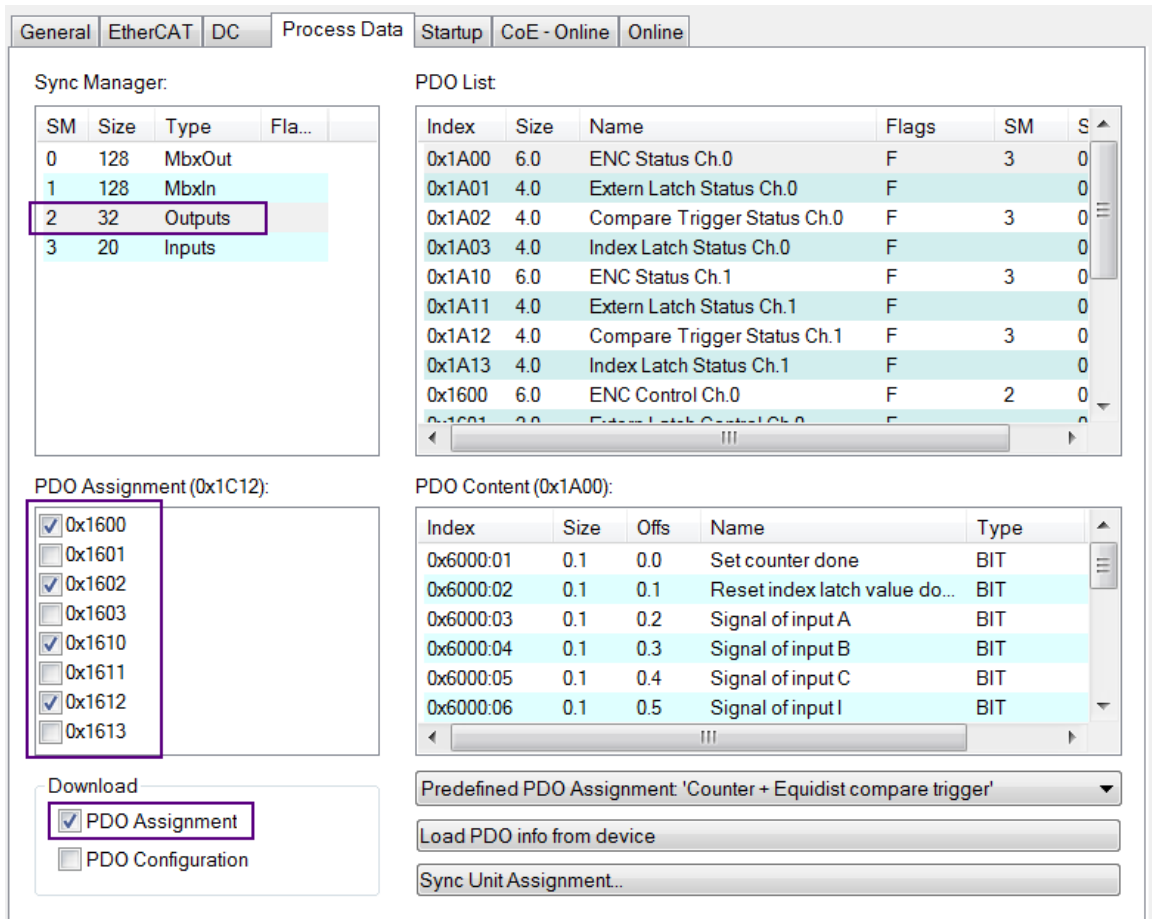 General EtherCAT DC Process Data Startup CoE - Online Online
Sync Manager:
SM Size Type Fla...
0 128 MbxOut
1 128 MbxIn
2 32 Outputs
3 20 Inputs
PDO List:
Index Size Name Flags SM S
0x1A00 6.0 ENC Status Ch.0 F 3 0
0x1A01 4.0 Extern Latch Status Ch.0 F 0
0x1A02 4.0 Compare Trigger Status Ch.0 F 3 0
0x1A03 4.0 Index Latch Status Ch.0 F 0
0x1A10 6.0 ENC Status Ch.1 F 3 0
0x1A11 4.0 Extern Latch Status Ch.1 F 0
0x1A12 4.0 Compare Trigger Status Ch.1 F 3 0
0x1A13 4.0 Index Latch Status Ch.1 F 0
0x1600 6.0 ENC Control Ch.0 F 2 0
PDO Assignment (0x1C12):
0x1600
0x1601
0x1602
0x1603
0x1610
0x1611
0x1612
0x1613
PDO Content (0x1A00):
Index Size Offs Name Type
0x6000:01 0.1 0.0 Set counter done BIT
0x6000:02 0.1 0.1 Reset index latch value do... BIT
0x6000:03 0.1 0.2 Signal of input A BIT
0x6000:04 0.1 0.3 Signal of input B BIT
0x6000:05 0.1 0.4 Signal of input C BIT
0x6000:06 0.1 0.5 Signal of input I BIT
Download
PDO Assignment
PDO Configuration
Predefined PDO Assignment: 'Counter + Equidist compare trigger'
Load PDO info from device
Sync Unit Assignment...